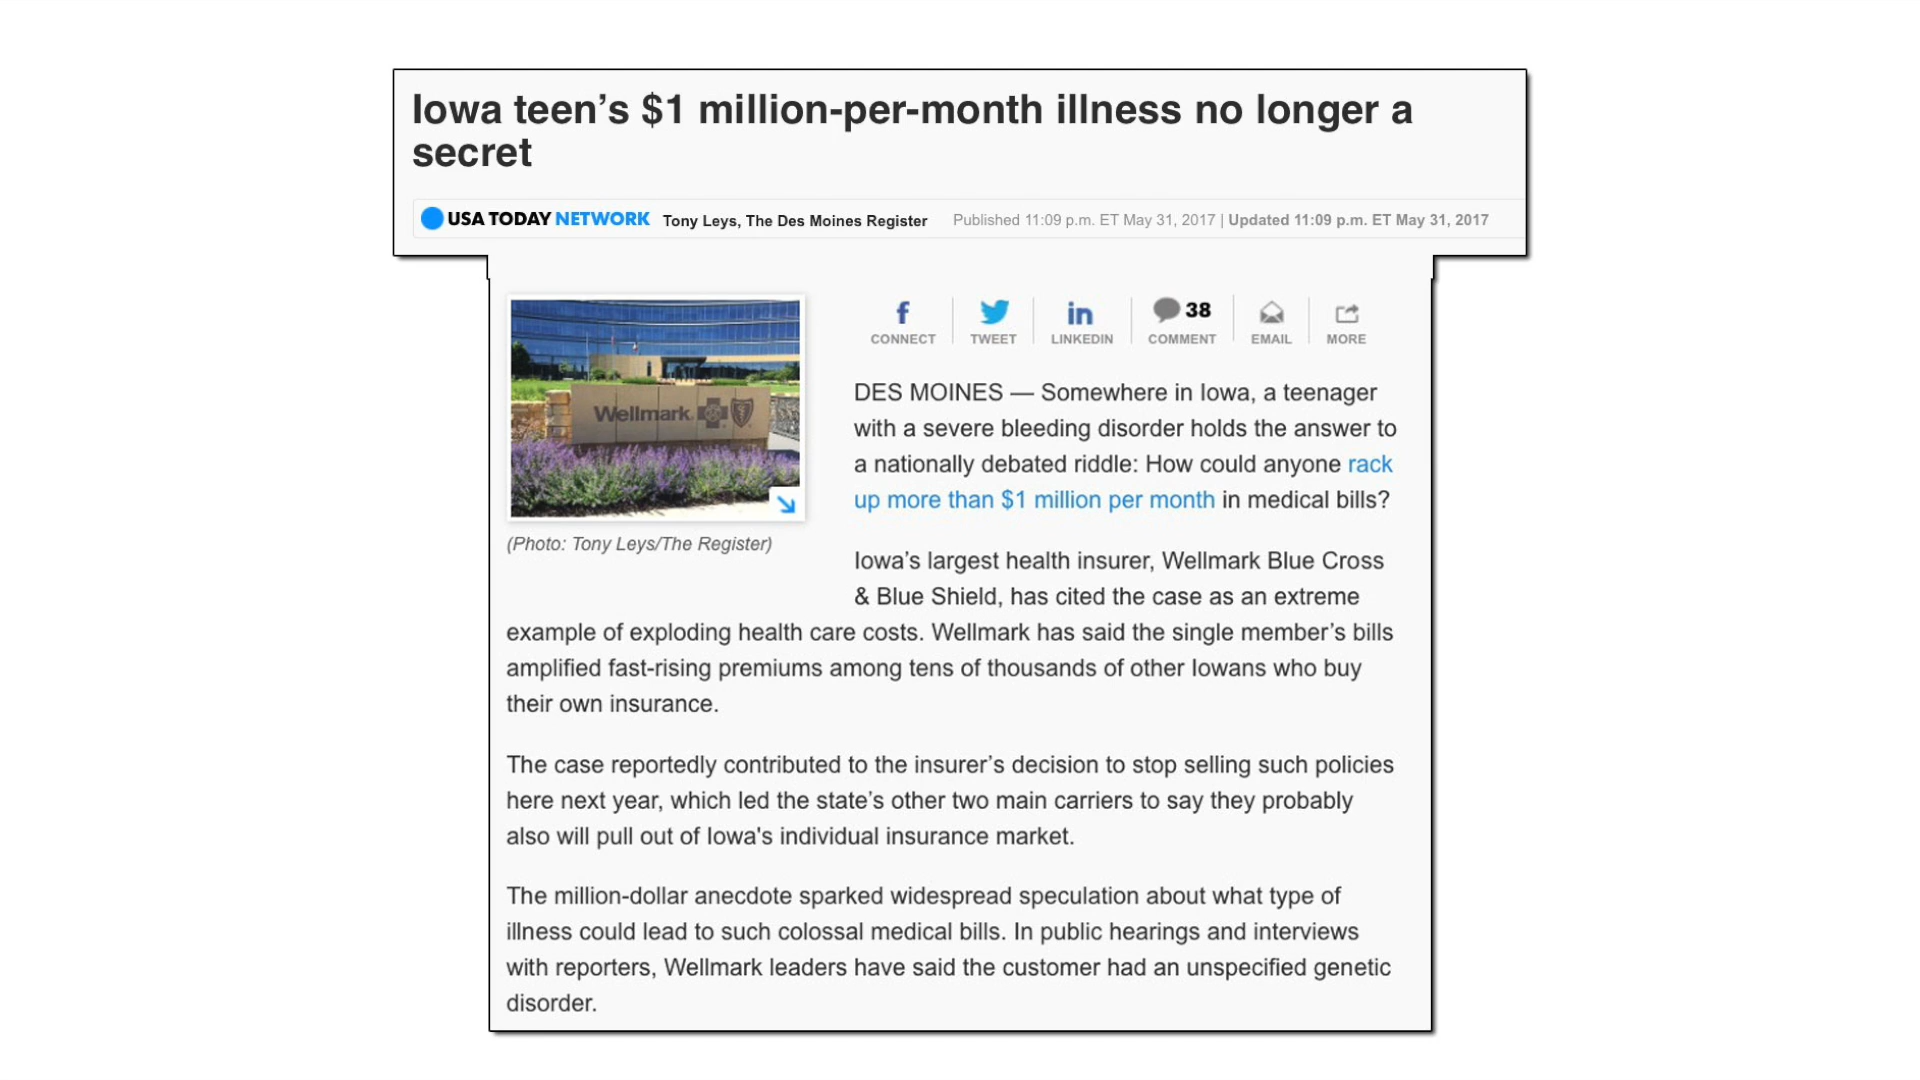 Iowa teen’s $1 million-per-month illness no longer a
secret
USA TODAY NETWORK Tony Leys, The Des Moines Register Published 11:09 p.m. ET May 31, 2017 | Updated 11:09 p.m. ET May 31, 2017
Wellmark
(Photo: Tony Leys/The Register)
CONNECT
TWEET
LINKEDIN
38
COMMENT
EMAIL
MORE
DES MOINES — Somewhere in Iowa, a teenager
with a severe bleeding disorder holds the answer to
a nationally debated riddle: How could anyone rack
up more than $1 million per month in medical bills?
Iowa’s largest health insurer, Wellmark Blue Cross
& Blue Shield, has cited the case as an extreme
example of exploding health care costs. Wellmark has said the single member’s bills
amplified fast-rising premiums among tens of thousands of other Iowans who buy
their own insurance.
The case reportedly contributed to the insurer’s decision to stop selling such policies
here next year, which led the state’s other two main carriers to say they probably
also will pull out of Iowa's individual insurance market.
The million-dollar anecdote sparked widespread speculation about what type of
illness could lead to such colossal medical bills. In public hearings and interviews
with reporters, Wellmark leaders have said the customer had an unspecified genetic
disorder.